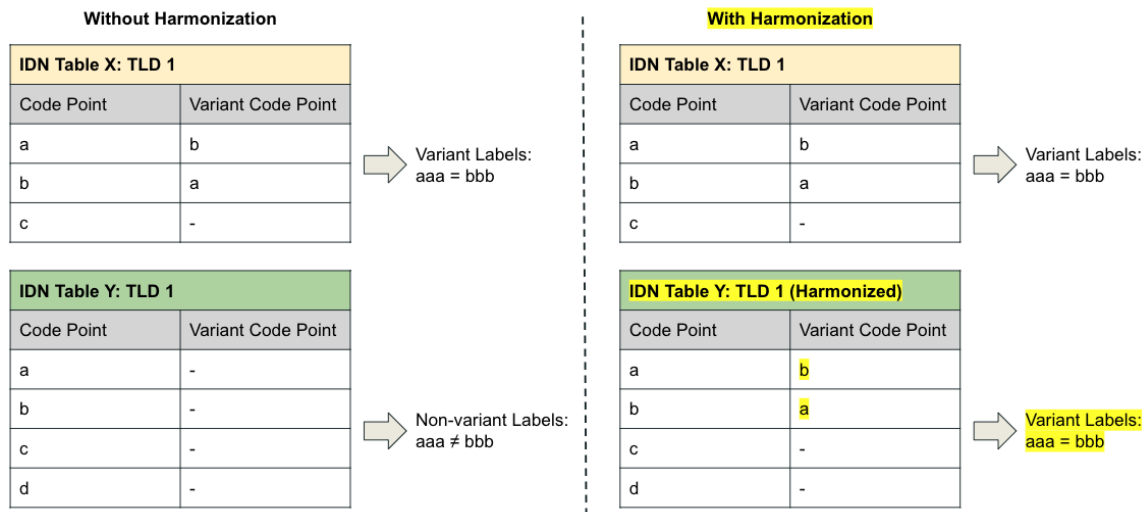 Without Harmonization
IDN Table X: TLD 1
Code Point Variant Code Point
a b
b a
c -
Variant Labels:
aaa = bbb
IDN Table Y: TLD 1
Code Point Variant Code Point
a -
b -
c -
d -
Non-variant Labels:
aaa ≠ bbb
With Harmonization
IDN Table X: TLD 1
Code Point Variant Code Point
a b
b a
c -
Variant Labels:
aaa = bbb
IDN Table Y: TLD 1 (Harmonized)
Code Point Variant Code Point
a b
b a
c -
d -
Variant Labels:
aaa = bbb